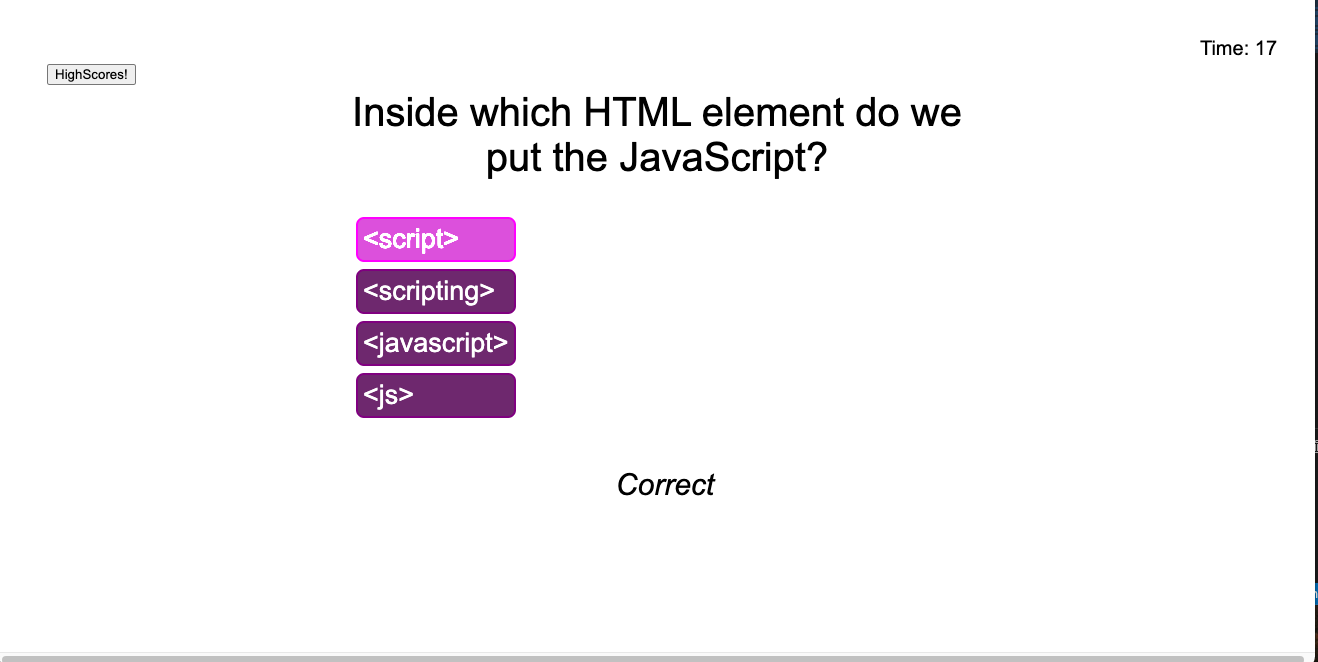 Time: 17
HighScores!
Inside which HTML element do we
put the JavaScript?
<script>
<scripting>
<javascript>
<js>
Correct